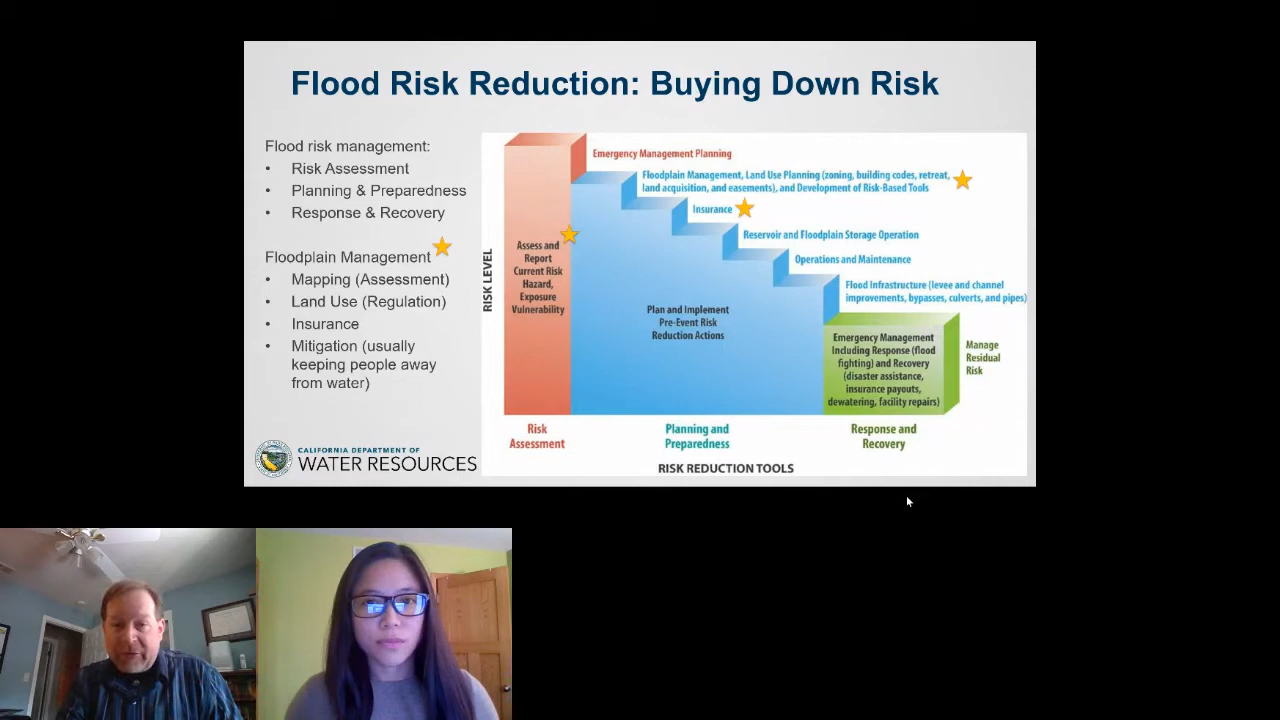 Flood Risk Reduction: Buying Down Risk
Flood risk management:
• Risk Assessment
• Planning & Preparedness
• Response & Recovery
Floodplain Management
• Mapping (Assessment)
• Land Use (Regulation)
• Insurance
• Mitigation (usually
keeping people away
from water)
CALIFORNIA DEPARTMENT OF
WATER RESOURCES
RISK LEVEL
Emergency Management Planning
Floodplain Management, Land Use Planning (zoning, building codes, retreat,
land acquisition, and easements), and Development of Risk-Based Tools
Insurance
Reservoir and Floodplain Storage Operation
Operations and Maintenance
Flood Infrastructure (levee and channel
improvements, bypasses, culverts, and pipes)
Assess and
Report
Current Risk
Hazard,
Exposure
Vulnerability
Plan and Implement
Pre-Event Risk
Reduction Actions
Emergency Management
Including Response (flood
fighting) and Recovery
(disaster assistance,
insurance payouts,
dewatering, facility repairs)
Manage
Residual
Risk
Risk
Assessment
Planning and
Preparedness
Response and
Recovery
RISK REDUCTION TOOLS